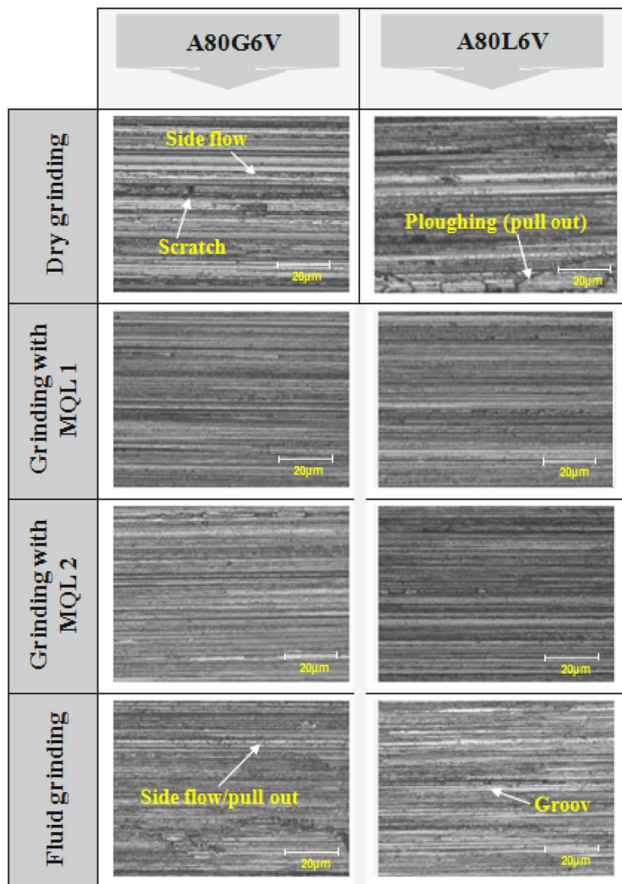 A80G6V
A80L6V
Dry grinding
Side flow
Scratch
20µm
Ploughing (pull out)
20µm
Grinding with
MQL 1
20µm
20µm
Grinding with
MQL 2
20µm
20µm
Fluid grinding
Side flow/pull out
20µm
Groov
20µm